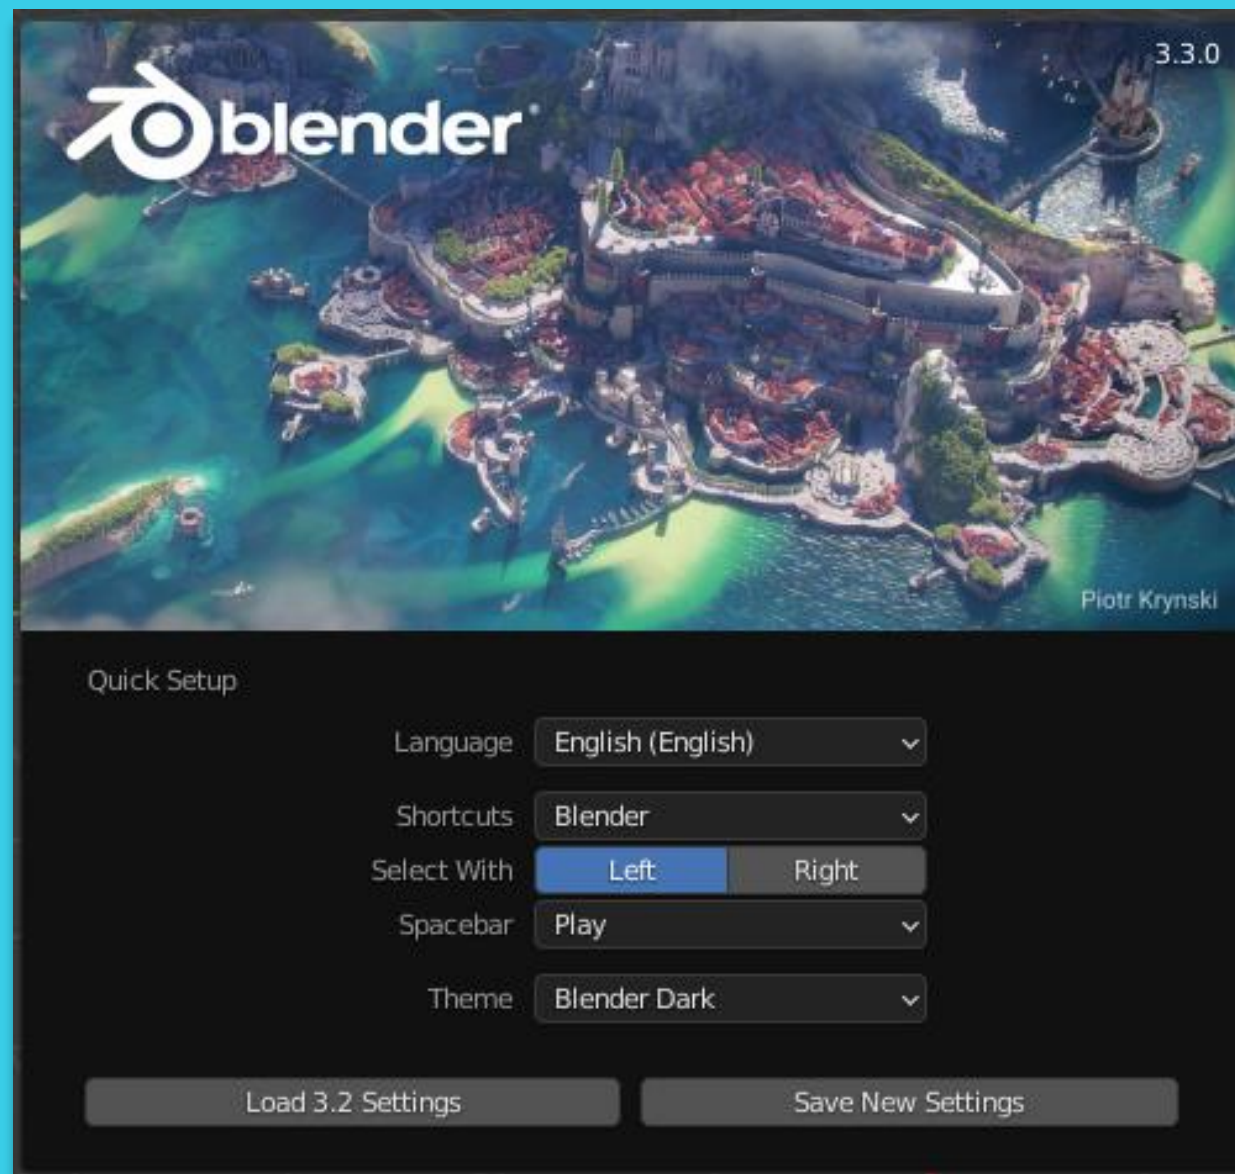 3.3.0
blender
Piotr Krynski
Quick Setup
Language English (English)
Shortcuts Blender
Select With Left Right
Spacebar Play
Theme Blender Dark
Load 3.2 Settings Save New Settings